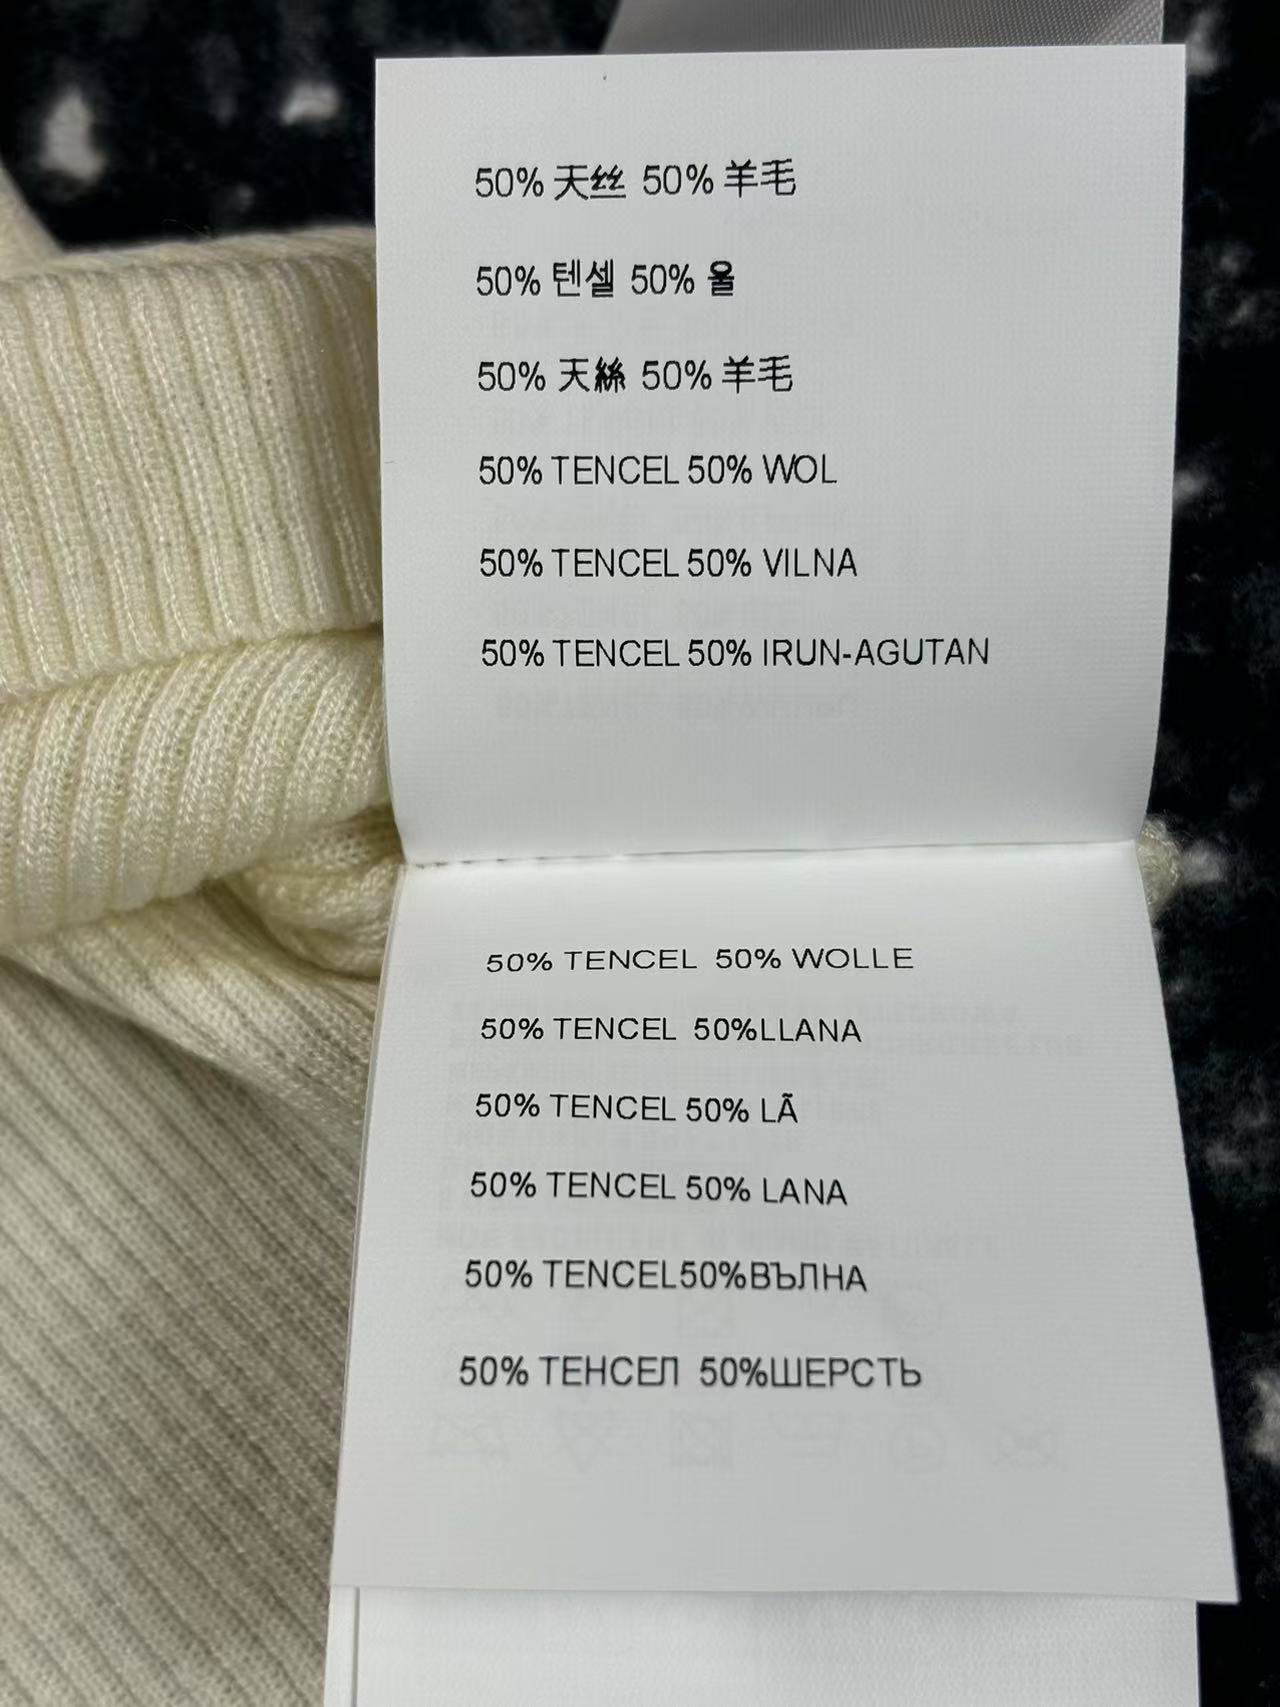 50% 天丝 50% 羊毛
50% 텐셀 50% 울
50% 天絲 50% 羊毛
50% TENCEL 50% WOL
50% TENCEL 50% VILNA
50% TENCEL 50% IRUN-AGUTAN
50% TENCEL 50% WOLLE
50% TENCEL 50%LLANA
50% TENCEL 50% LÃ
50% TENCEL 50% LANA
50% TENCEL50%ВЪЛНА
50% ТЕНСЕЛ 50%ШЕРСТЬ